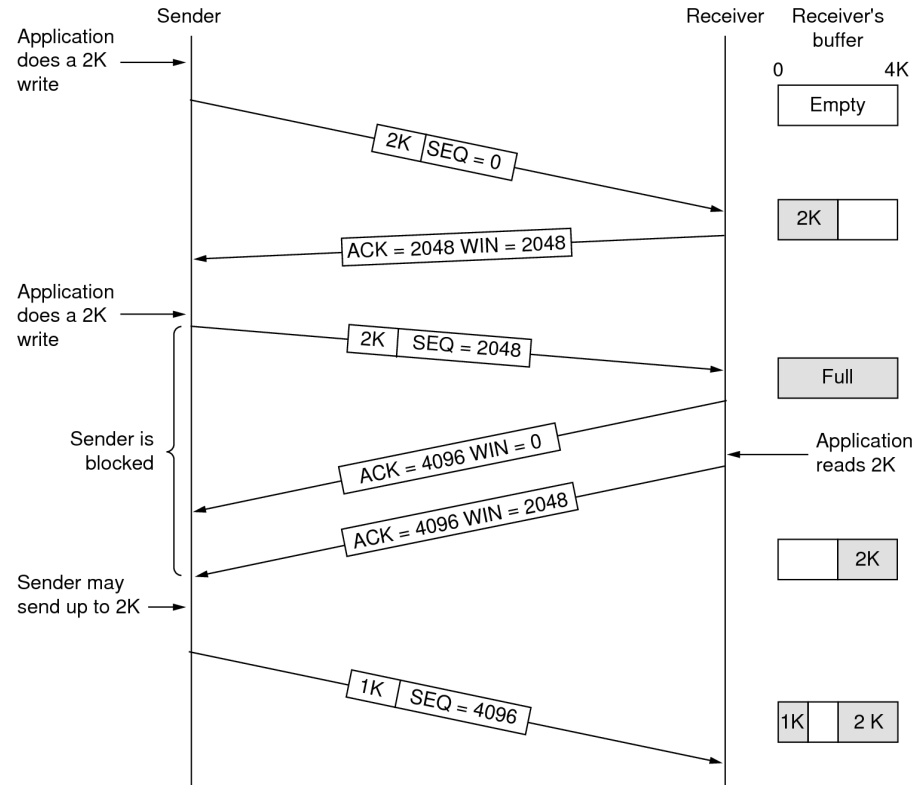 Sender
Receiver
Receiver's
buffer
Application
does a 2K
write
0
4K
Empty
2K
SEQ = 0
2K
ACK = 2048 WIN = 2048
Application
does a 2K
write
2K
SEQ = 2048
Full
Sender is
blocked
ACK = 4096 WIN = 0
Application
reads 2K
ACK = 4096 WIN = 2048
2K
Sender may
send up to 2K
1K
SEQ = 4096
1K
2 K